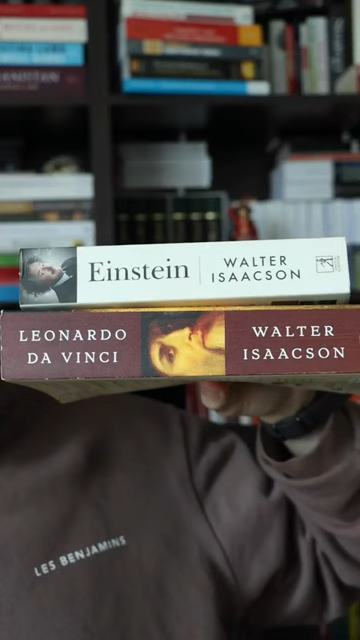 Einstein
WALTER
ISAACSON
LEONARDO
DA VINCI
WALTER
ISAACSON
LES BENJAMINS